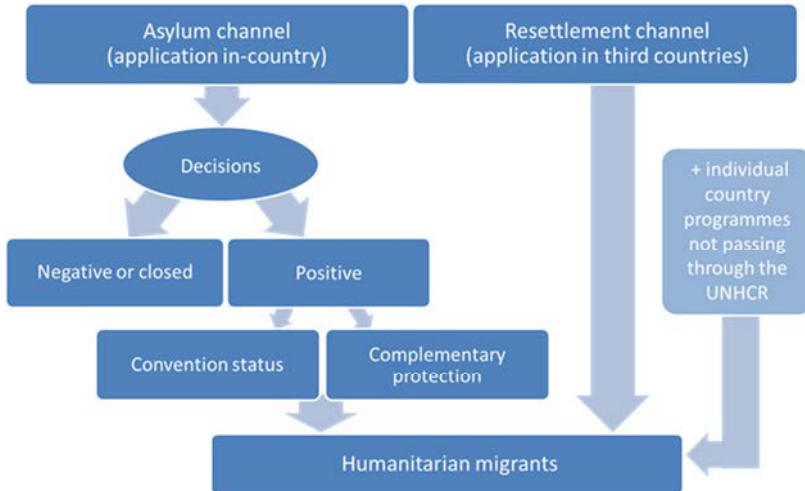 Asylum channel
(application in-country)
Resettlement channel
(application in third countries)
Decisions
+ individual
country
programmes
not passing
through the
UNHCR
Negative or closed
Positive
Convention status
Complementary
protection
Humanitarian migrants